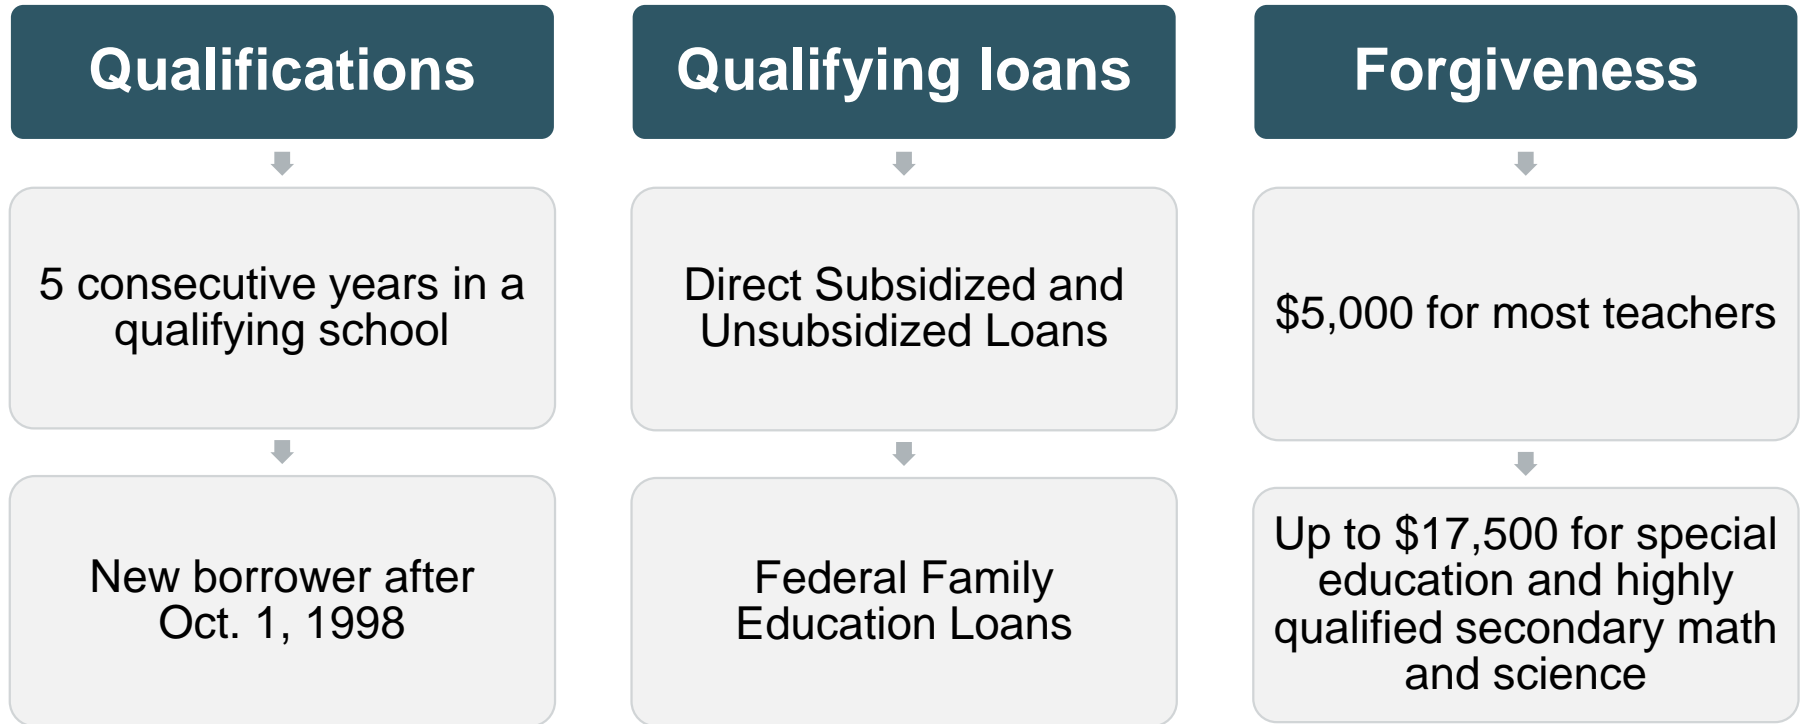 Qualifications
5 consecutive years in a
qualifying school
New borrower after
Oct. 1, 1998
Qualifying loans
Direct Subsidized and
Unsubsidized Loans
Federal Family
Education Loans
Forgiveness
$5,000 for most teachers
Up to $17,500 for special
education and highly
qualified secondary math
and science